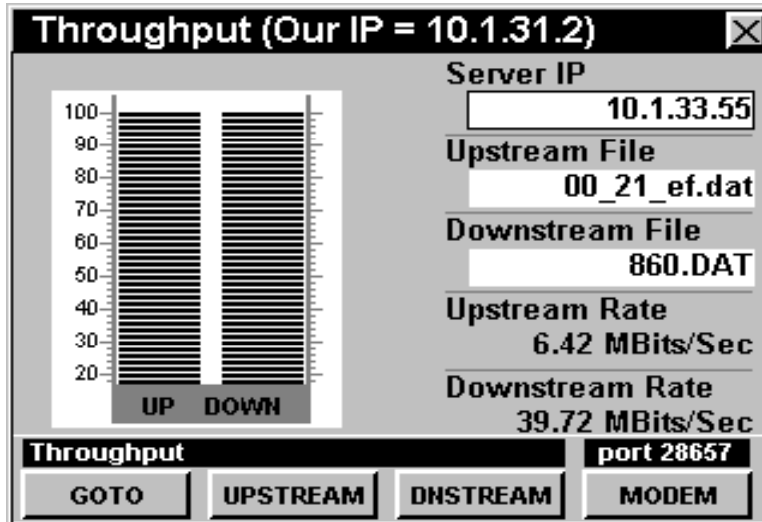 Throughput (Our IP = 10.1.31.2)
Server IP
10.1.33.55
Upstream File
00_21_ef.dat
Downstream File
860.DAT
Upstream Rate
6.42 MBits/Sec
Downstream Rate
39.72 MBits/Sec
100
90
80
70
60
50
40
30
20
UP DOWN
Throughput
port 28657
GOTO UPSTREAM DNSTREAM MODEM